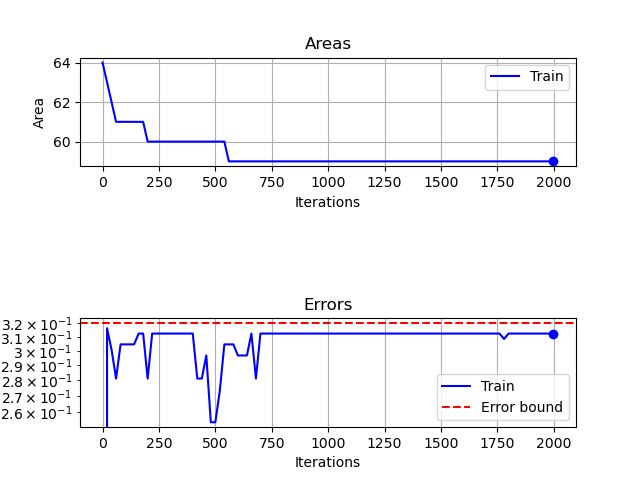 Areas
64
62
60
Area
Train
0 250 500 750 1000 1250 1500 1750 2000
Iterations
Errors
3.2 × 10⁻¹
3.1 × 10⁻¹
3 × 10⁻¹
2.9 × 10⁻¹
2.8 × 10⁻¹
2.7 × 10⁻¹
2.6 × 10⁻¹
Train
Error bound
0 250 500 750 1000 1250 1500 1750 2000
Iterations